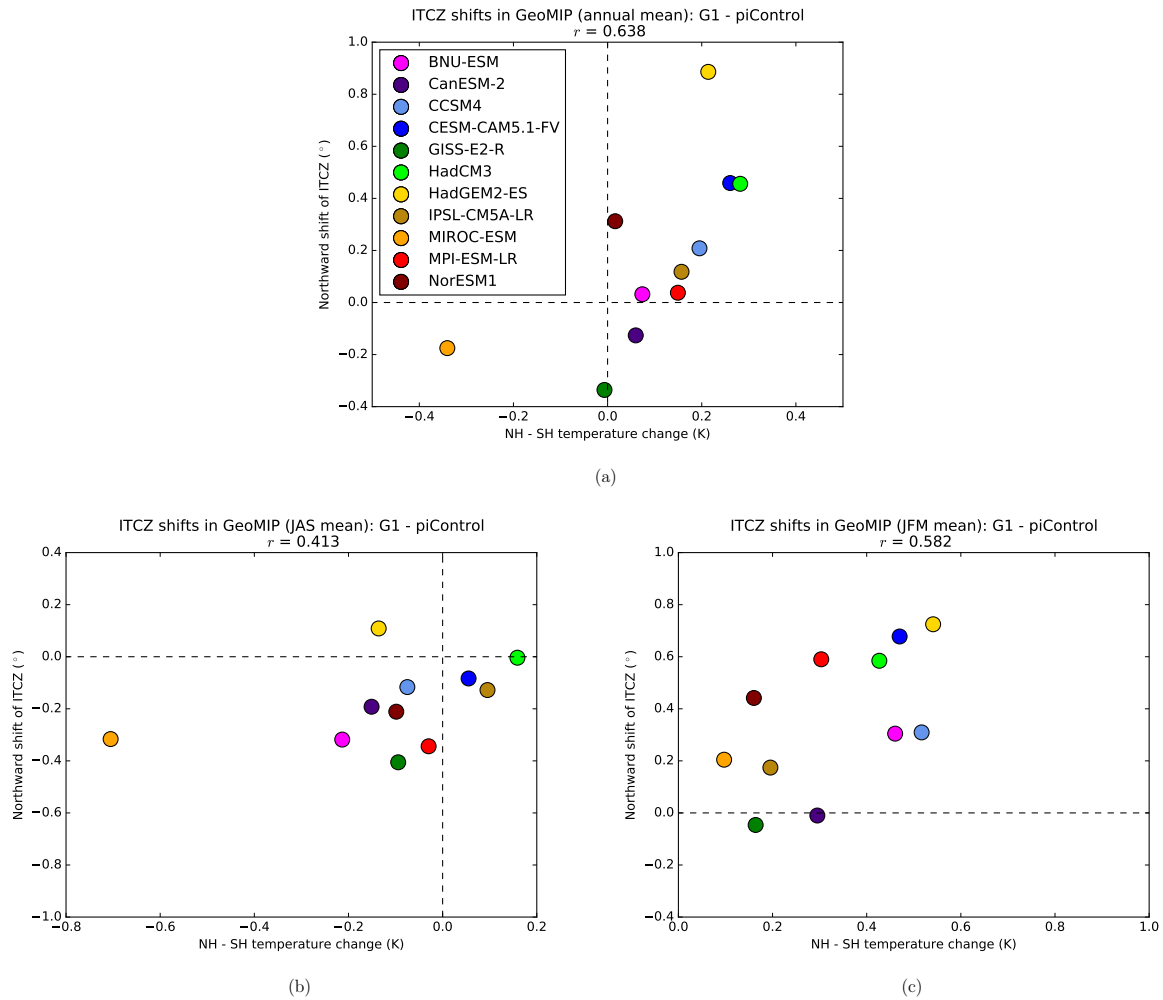 ITCZ shifts in GeoMIP (annual mean): G1 - piControl
r = 0.638
1.0
0.8
0.6
0.4
0.2
0.0
−0.2
−0.4
Northward shift of ITCZ (°)
BNU-ESM
CanESM-2
CCSM4
CESM-CAM5.1-FV
GISS-E2-R
HadCM3
HadGEM2-ES
IPSL-CM5A-LR
MIROC-ESM
MPI-ESM-LR
NorESM1
−0.4 −0.2 0.0 0.2 0.4
NH - SH temperature change (K)
(a)
ITCZ shifts in GeoMIP (JAS mean): G1 - piControl
r = 0.413
0.4
0.2
0.0
−0.2
−0.4
−0.6
−0.8
−1.0
Northward shift of ITCZ (°)
−0.8 −0.6 −0.4 −0.2 0.0 0.2
NH - SH temperature change (K)
(b)
ITCZ shifts in GeoMIP (JFM mean): G1 - piControl
r = 0.582
1.0
0.8
0.6
0.4
0.2
0.0
−0.2
−0.4
Northward shift of ITCZ (°)
0.0 0.2 0.4 0.6 0.8 1.0
NH - SH temperature change (K)
(c)